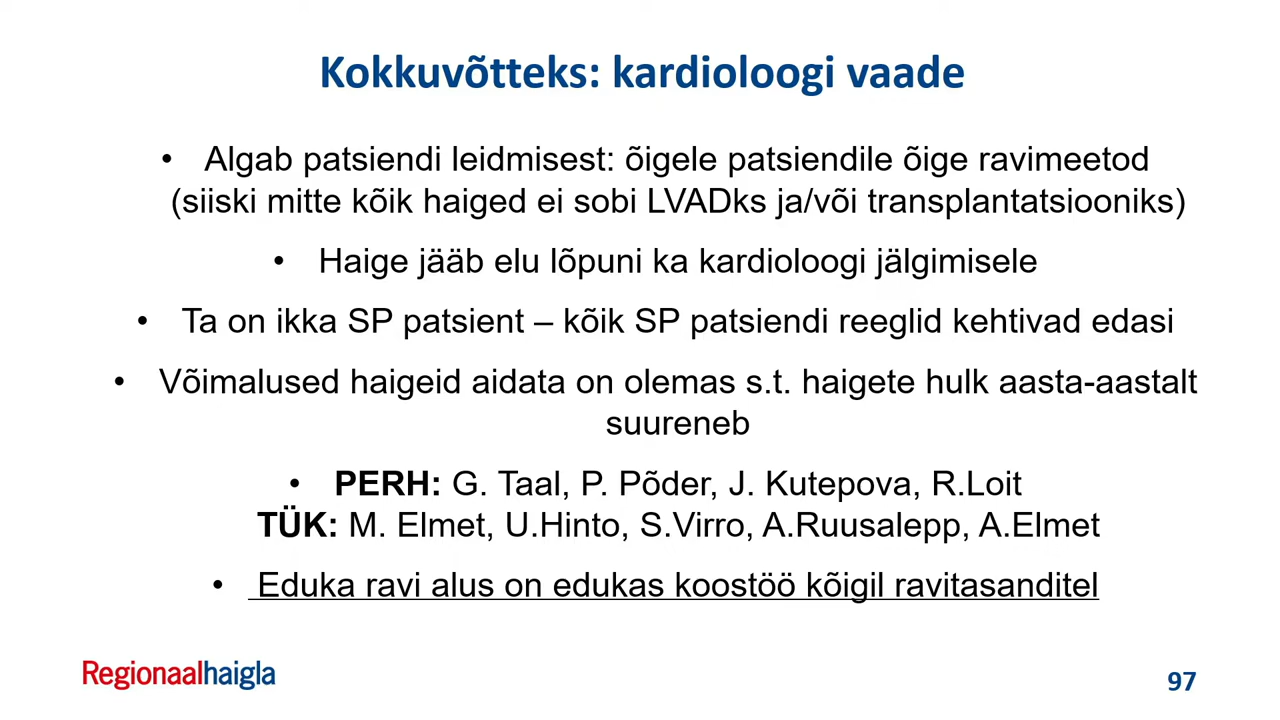 Kokkuvõtteks: kardioloogi vaade
• Algab patsiendi leidmisest: õigele patsiendile õige ravimeetod
(siiski mitte kõik haiged ei sobi LVADks ja/või transplantatsiooniks)
• Haige jääb elu lõpuni ka kardioloogi jälgimisele
• Ta on ikka SP patsient – kõik SP patsiendi reeglid kehtivad edasi
• Võimalused haigeid aidata on olemas s.t. haigete hulk aasta-aastalt
suureneb
• PERH: G. Taal, P. Põder, J. Kutepova, R.Loit
TÜK: M. Elmet, U.Hinto, S.Virro, A.Ruusalepp, A.Elmet
• Eduka ravi alus on edukas koostöö kõigil ravitasanditel
Regionaalhaigla
97